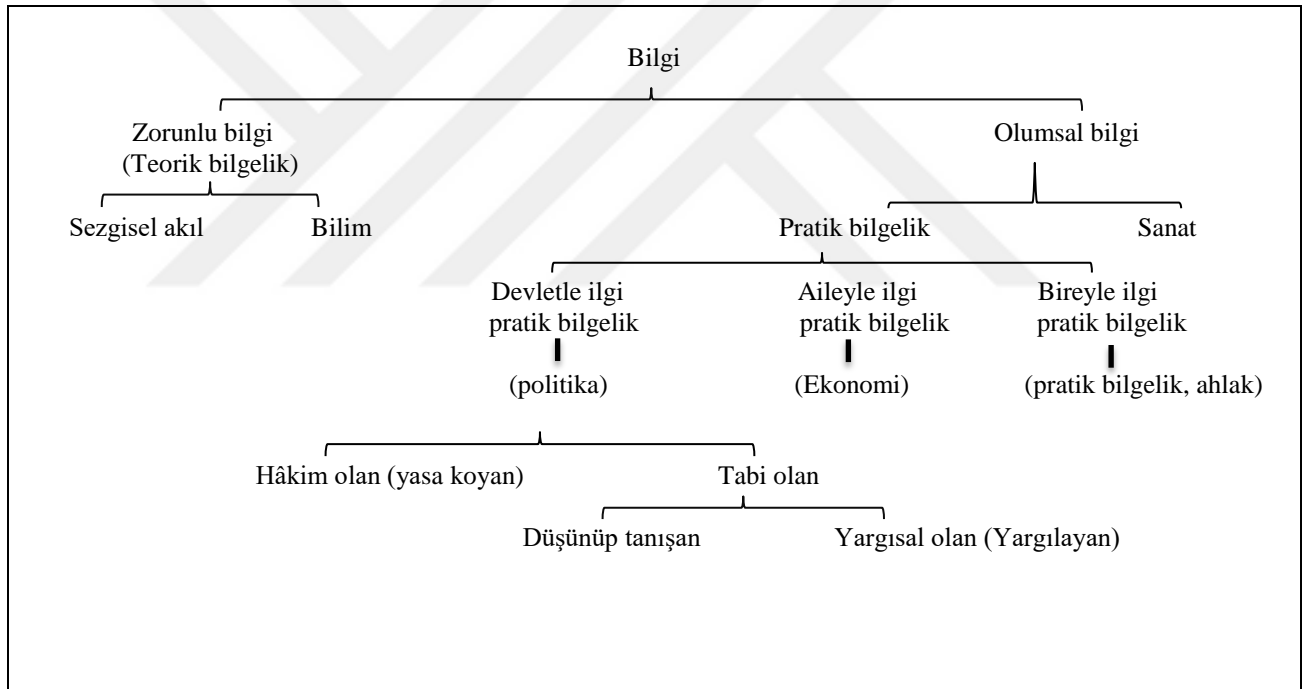 Bilgi
Zorunlu bilgi
(Teorik bilgelik)
Olumsal bilgi
Sezgisel akıl
Bilim
Pratik bilgelik
Sanat
Devletle ilgi
pratik bilgelik
Aileyle ilgi
pratik bilgelik
Bireyle ilgi
pratik bilgelik
(politika)
(Ekonomi)
(pratik bilgelik, ahlak)
Hâkim olan (yasa koyan)
Tabi olan
Düşünüp tanışan
Yargısal olan (Yargılayan)